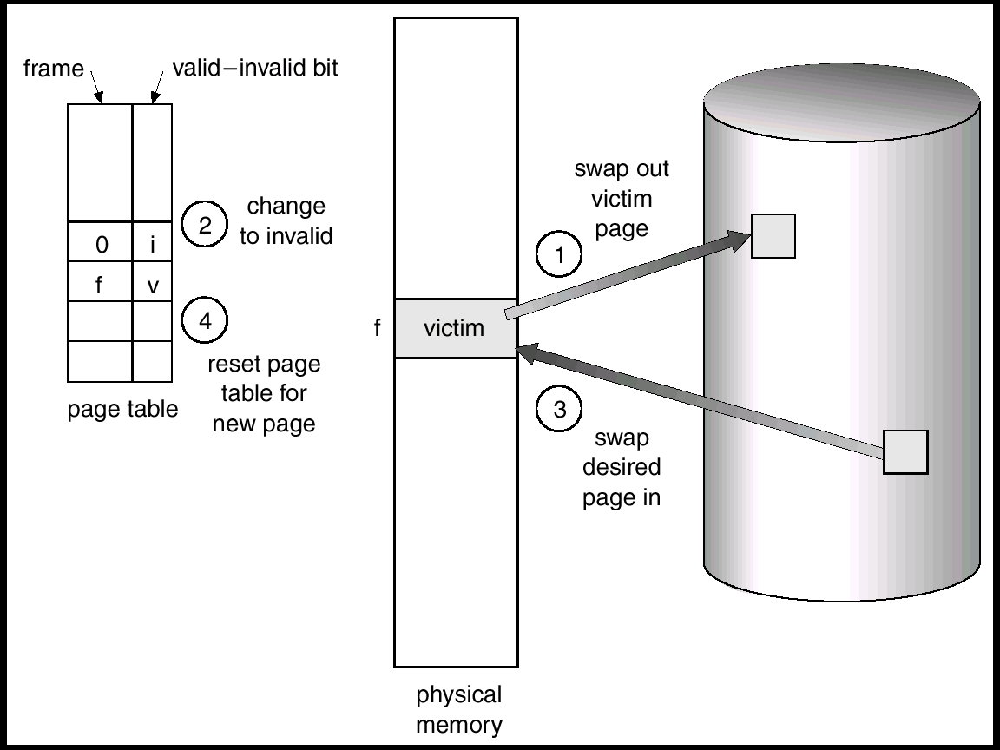 frame
valid–invalid bit
change
to invalid
2
0 i
f v
4
reset page
table for
new page
page table
swap out
victim
page
1
f
victim
3
swap
desired
page in
physical
memory